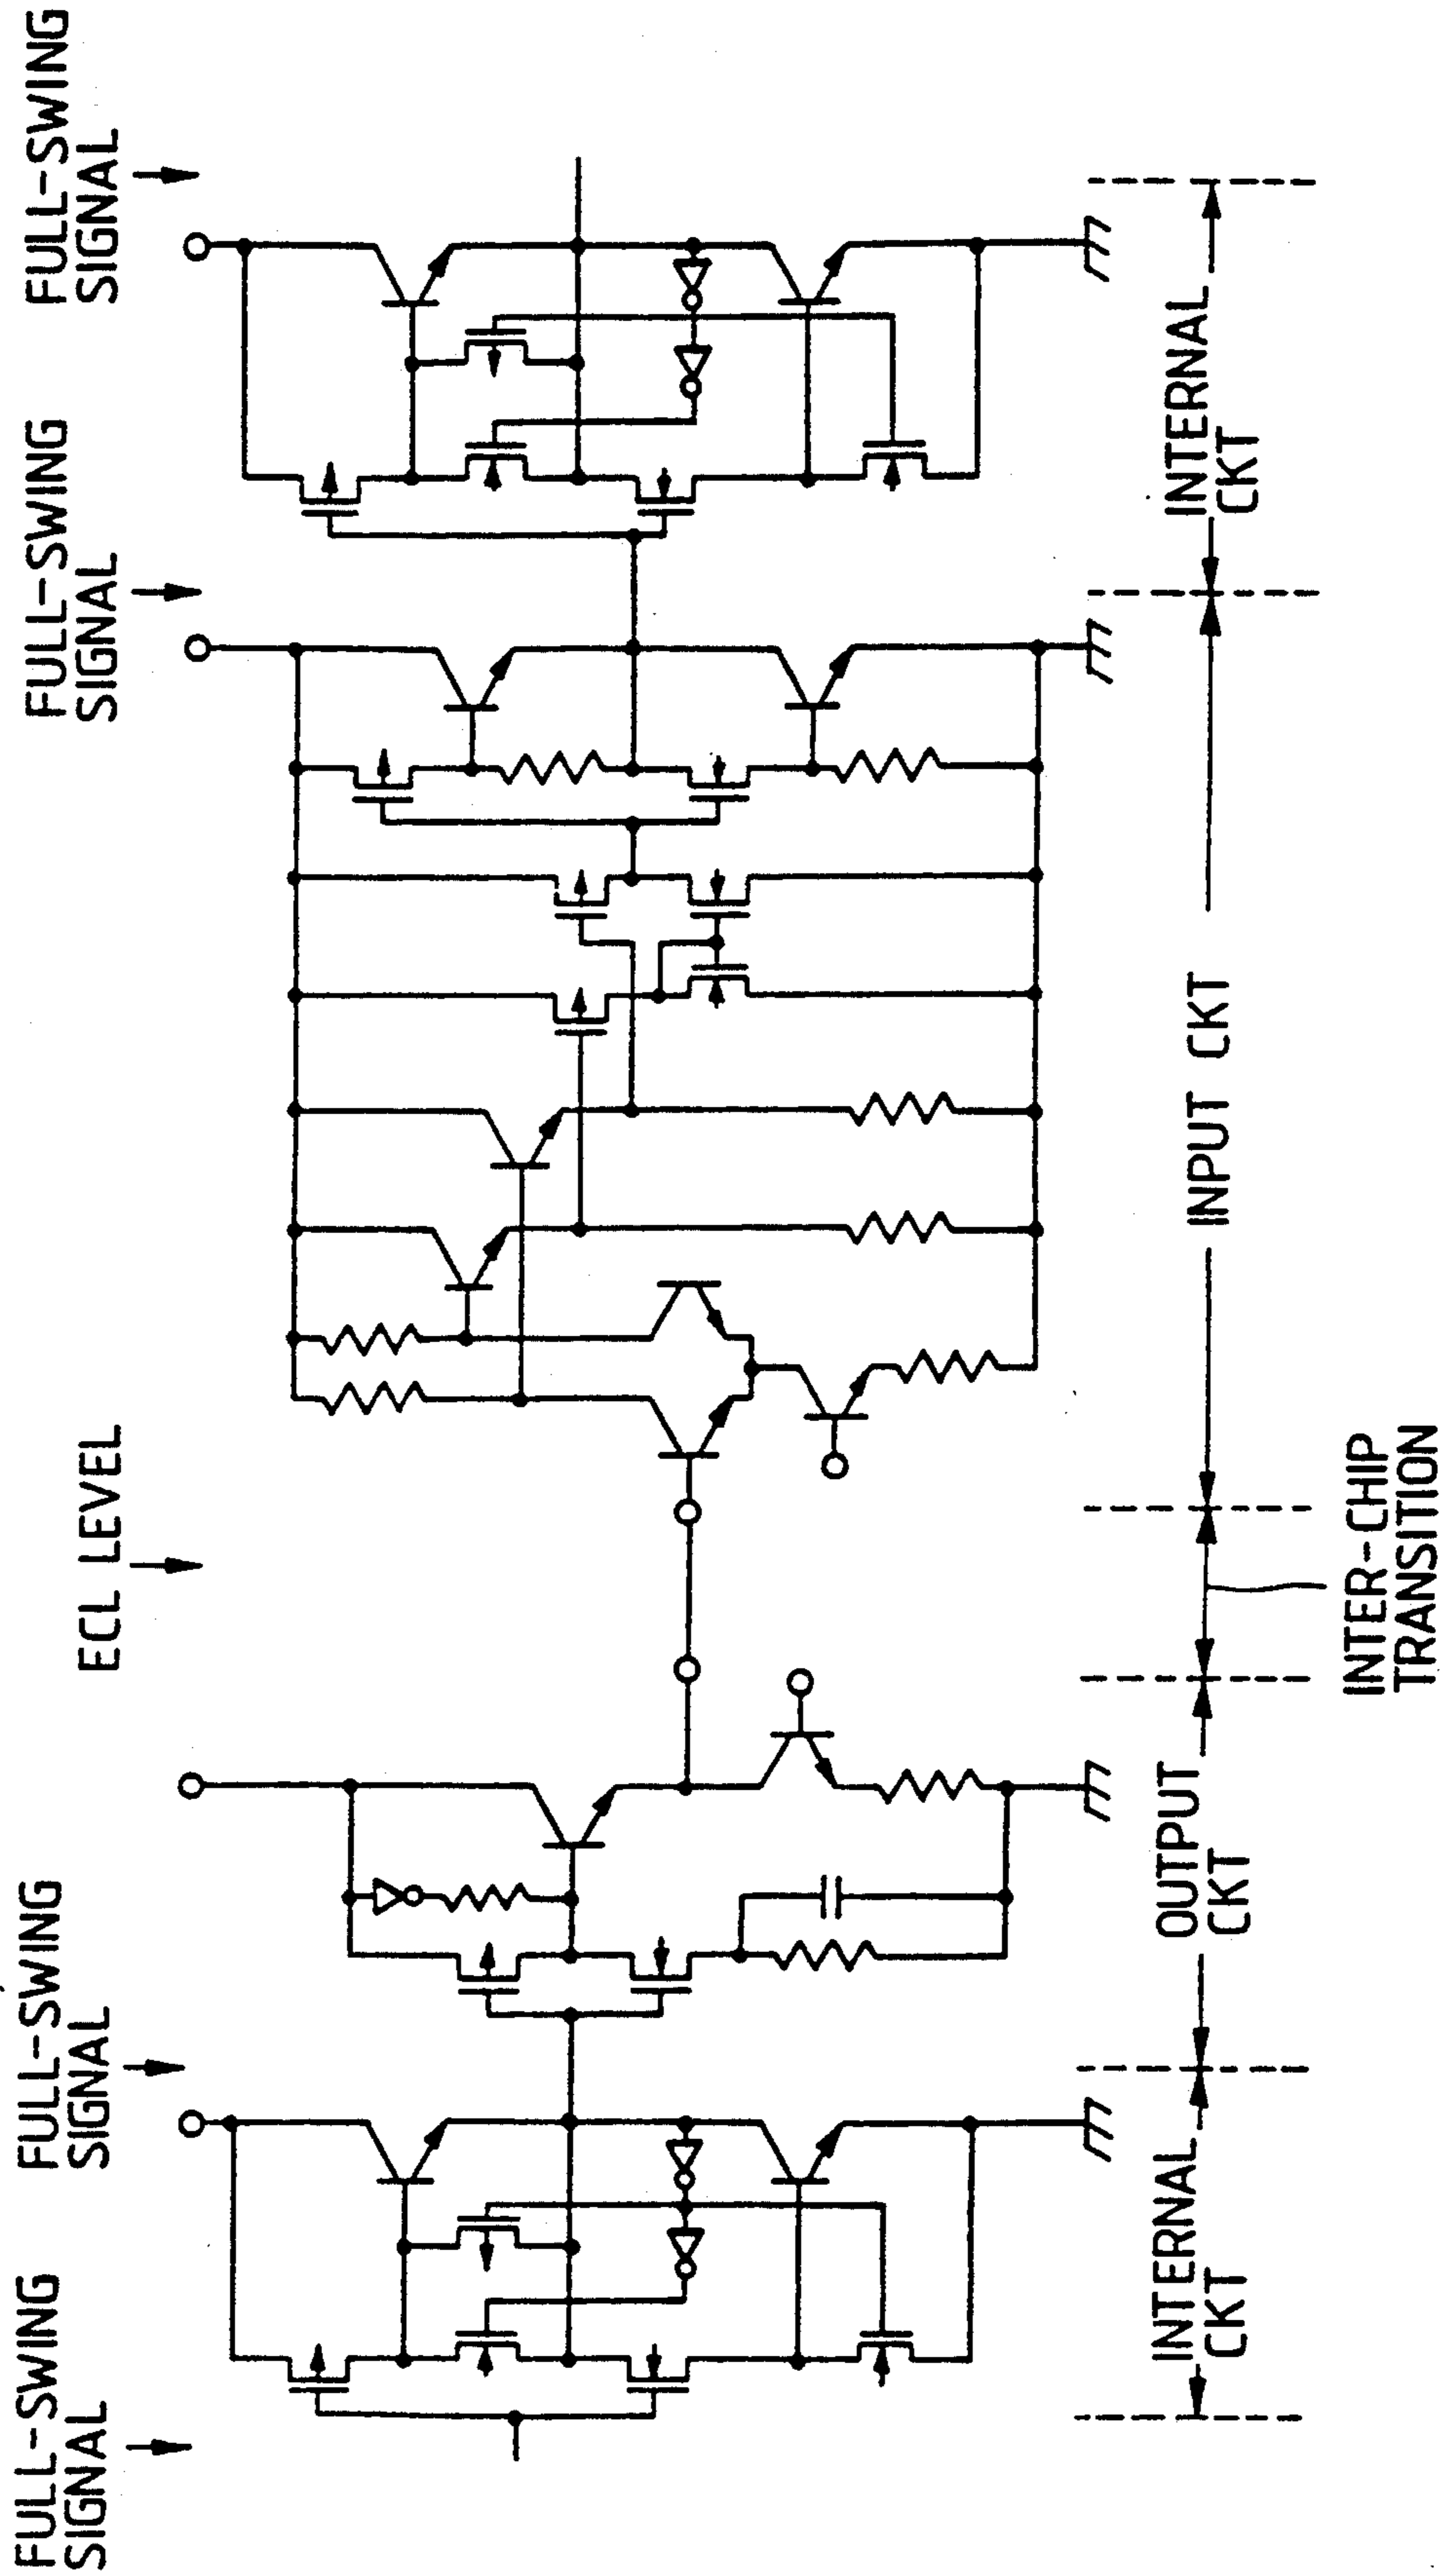 FULL-SWING
SIGNAL
FULL-SWING
SIGNAL
ECL LEVEL
FULL-SWING
SIGNAL
FULL-SWING
SIGNAL
INTERNAL
CKT
OUTPUT
CKT
INTER-CHIP
TRANSITION
INPUT CKT
INTERNAL
CKT